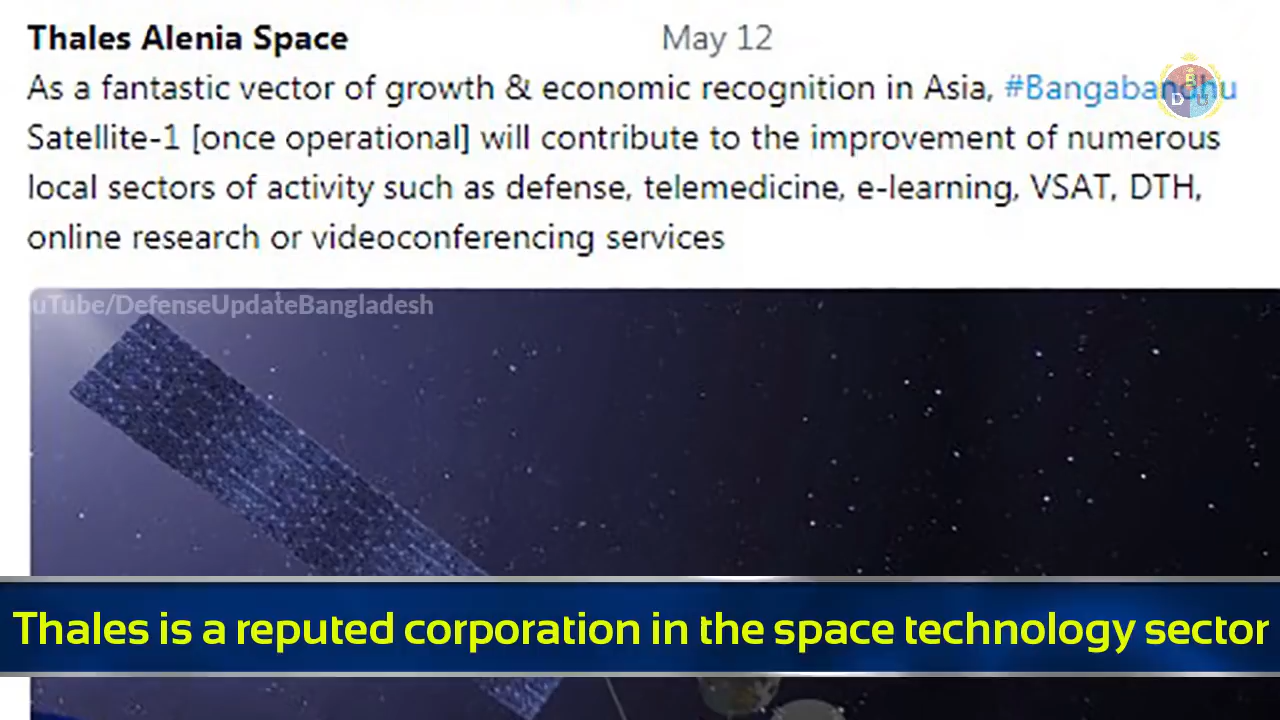 Thales Alenia Space May 12
As a fantastic vector of growth & economic recognition in Asia, #Bangabandhu
Satellite-1 [once operational] will contribute to the improvement of numerous
local sectors of activity such as defense, telemedicine, e-learning, VSAT, DTH,
online research or videoconferencing services
uTube/DefenseUpdateBangladesh
Thales is a reputed corporation in the space technology sector
B
D U